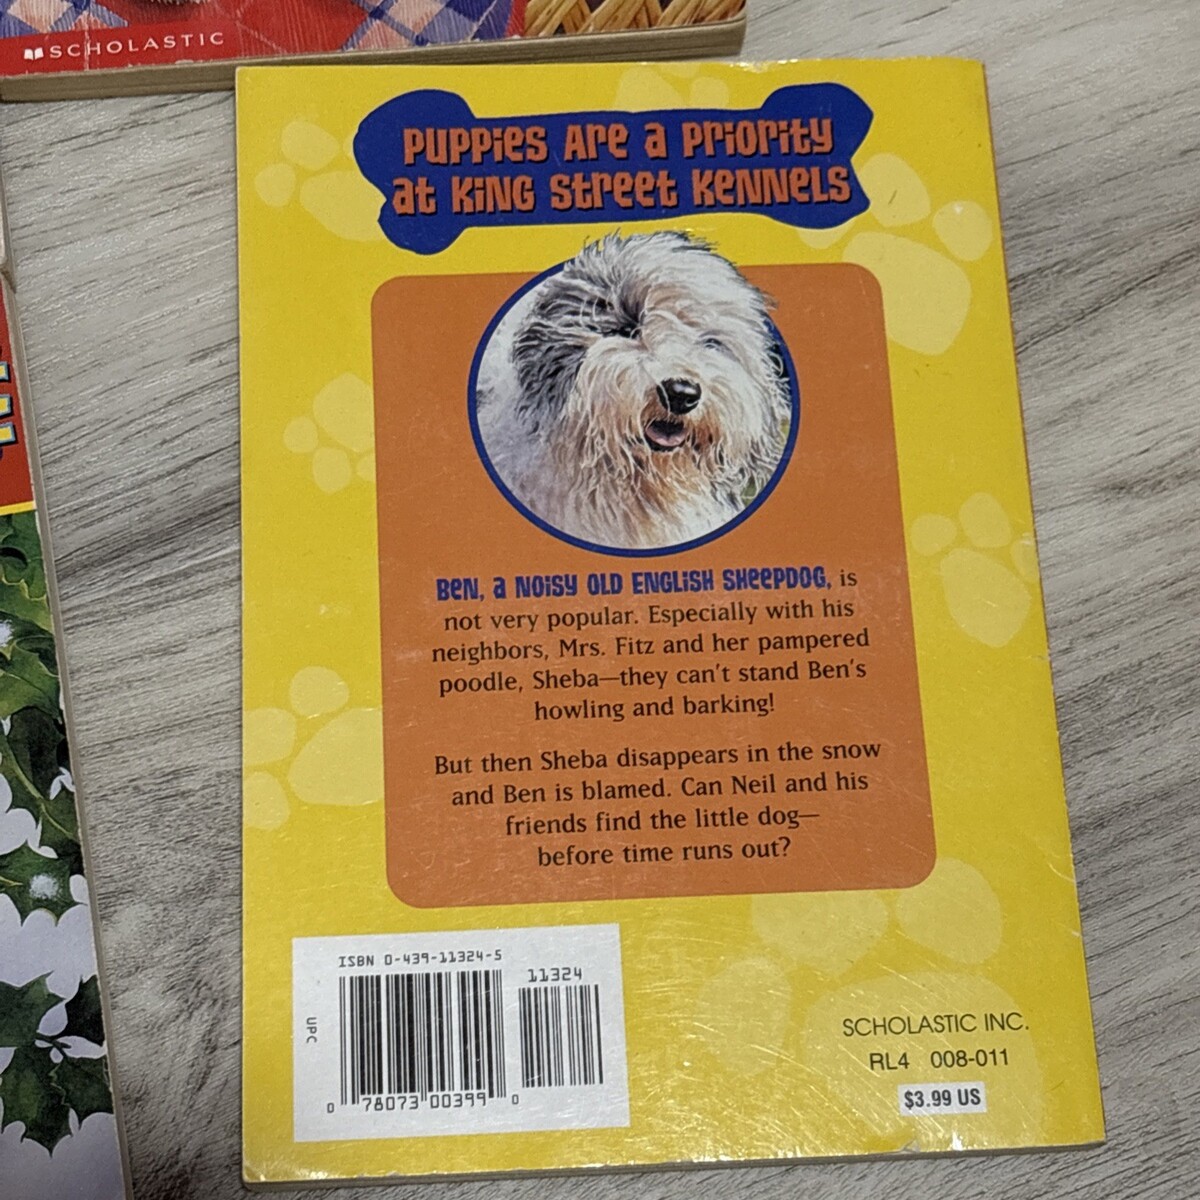 SCHOLASTIC
PUPPies Are a PriOrity
at KiNG Street KeNNeLS
BeN, a NOiSY OLD ENGLiSH SHeepDOG, is
not very popular. Especially with his
neighbors, Mrs. Fitz and her pampered
poodle, Sheba—they can't stand Ben's
howling and barking!
But then Sheba disappears in the snow
and Ben is blamed. Can Neil and his
friends find the little dog—
before time runs out?
ISBN 0-439-11324-5
11324
UPC
0 78073 00399 0
SCHOLASTIC INC.
RL4 008-011
$3.99 US